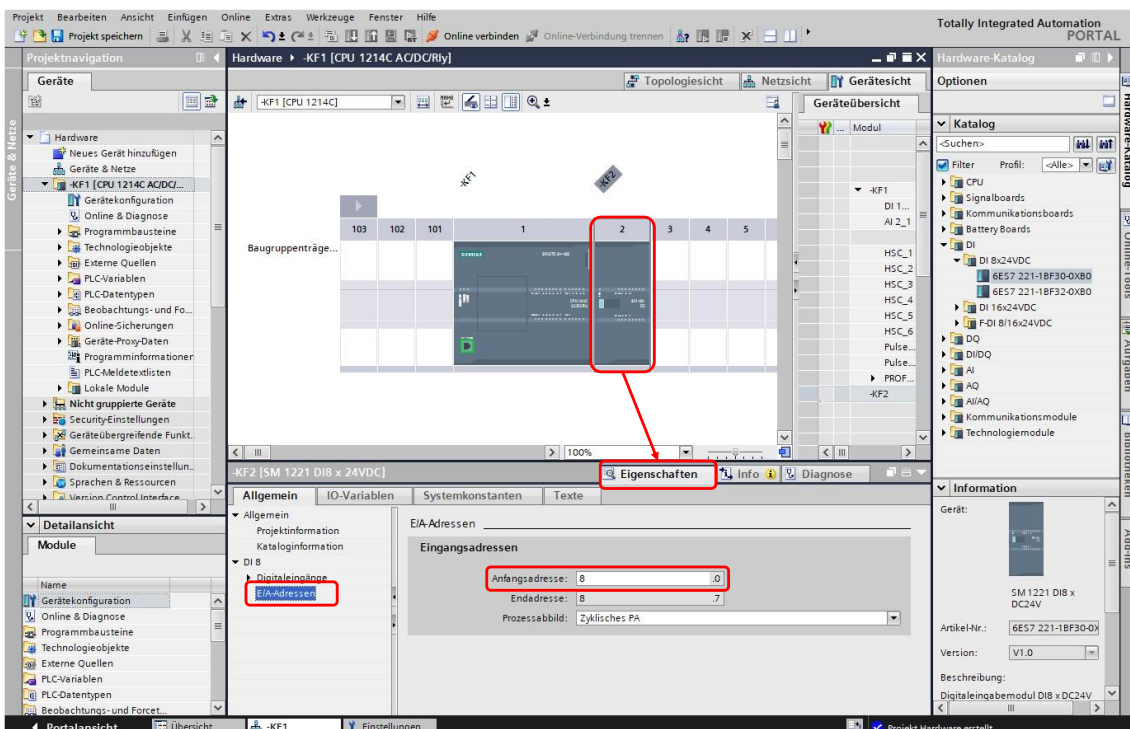 Projekt Bearbeiten Ansicht Einfügen Online Extras Werkzeuge Fenster Hilfe
Totally Integrated Automation
PORTAL
Projekt speichern
Online verbinden
Online-Verbindung trennen
Projektnavigation
Hardware ▸ -KF1 [CPU 1214C AC/DC/Rly]
Hardware-Katalog
Geräte
Topologiesicht
Netzsicht
Gerätesicht
Optionen
-KF1 [CPU 1214C]
Geräteübersicht
Geräte & Netze
Hardware
Neues Gerät hinzufügen
Geräte & Netze
-KF1 [CPU 1214C AC/DC/...
Gerätekonfiguration
Online & Diagnose
Programmbausteine
Technologieobjekte
Externe Quellen
PLC-Variablen
PLC-Datentypen
Beobachtungs- und Fo...
Online-Sicherungen
Geräte-Proxy-Daten
Programminformationen
PLC-Meldetextlisten
Lokale Module
Nicht gruppierte Geräte
Security-Einstellungen
Geräteübergreifende Funkt..
Gemeinsame Daten
Dokumentationseinstellun..
Sprachen & Ressourcen
Version Control Interface
-KF1
-KF2
103 102 101 1 2 3 4 5
Baugruppenträge...
SIEMENS
100%
... Modul
-KF1
DI 1...
AI 2_1
HSC_1
HSC_2
HSC_3
HSC_4
HSC_5
HSC_6
Pulse...
Pulse...
PROF...
-KF2
Katalog
<Suchen>
Filter Profil: <Alle>
CPU
Signalboards
Kommunikationsboards
Battery Boards
DI
DI 8x24VDC
6ES7 221-1BF30-0XB0
6ES7 221-1BF32-0XB0
DI 16x24VDC
F-DI 8/16x24VDC
DQ
DI/DQ
AI
AQ
AI/AQ
Kommunikationsmodule
Technologiemodule
Hardware-Katalog
Online-Tools
Aufgaben
Bibliotheken
Add-Ins
-KF2 [SM 1221 DI8 x 24VDC]
Eigenschaften
Info
Diagnose
Allgemein
IO-Variablen
Systemkonstanten
Texte
Allgemein
Projektinformation
Kataloginformation
DI 8
Digitaleingänge
E/A-Adressen
E/A-Adressen
Eingangsadressen
Anfangsadresse: 8 .0
Endadresse: 8 .7
Prozessabbild: Zyklisches PA
Detailansicht
Module
Name
Gerätekonfiguration
Online & Diagnose
Programmbausteine
Technologieobjekte
Externe Quellen
PLC-Variablen
PLC-Datentypen
Beobachtungs- und Forcet...
Information
Gerät:
SM 1221 DI8 x
DC24V
Artikel-Nr.: 6ES7 221-1BF30-0X
Version: V1.0
Beschreibung:
Digitaleingabemodul DI8 x DC24V
Portalansicht
Übersicht
-KF1
Einstellungen
Projekt Hardware erstellt.